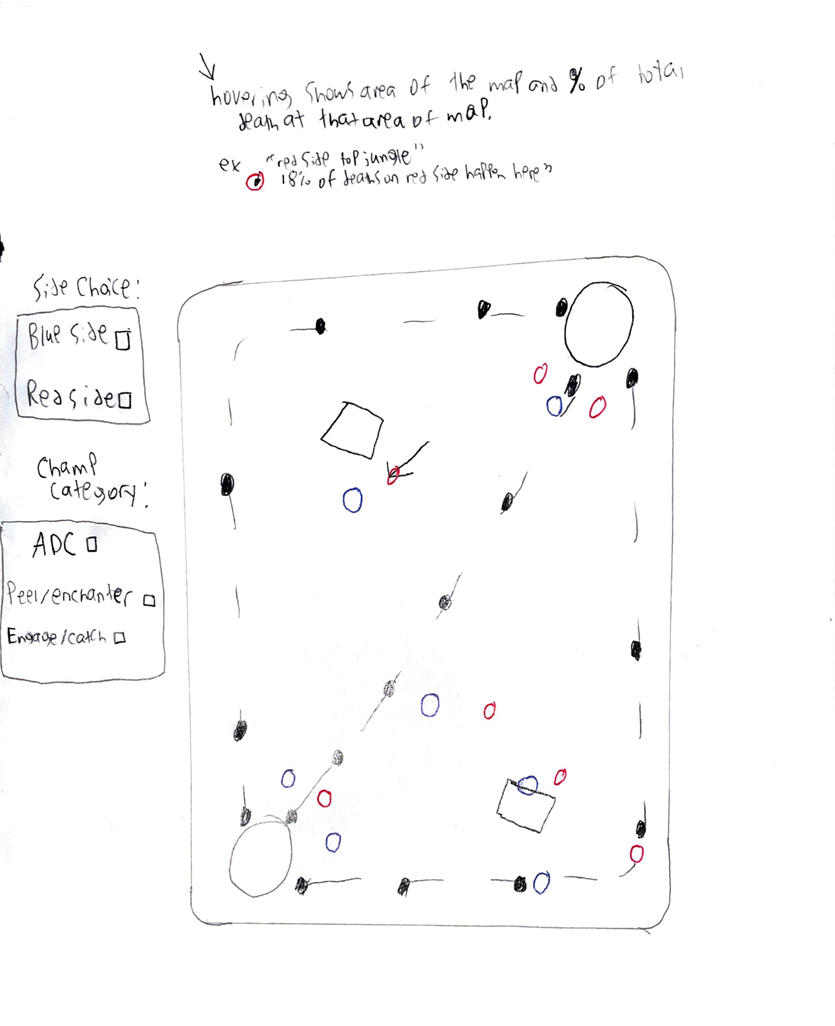 hovering shows area of the map and % of total
death at that area of map.
ex "red side top jungle"
18% of deaths on red side happen here"
Side Choice:
Blue side
Red side
Champ
Category:
ADC
Peel/enchanter
Engage/catch